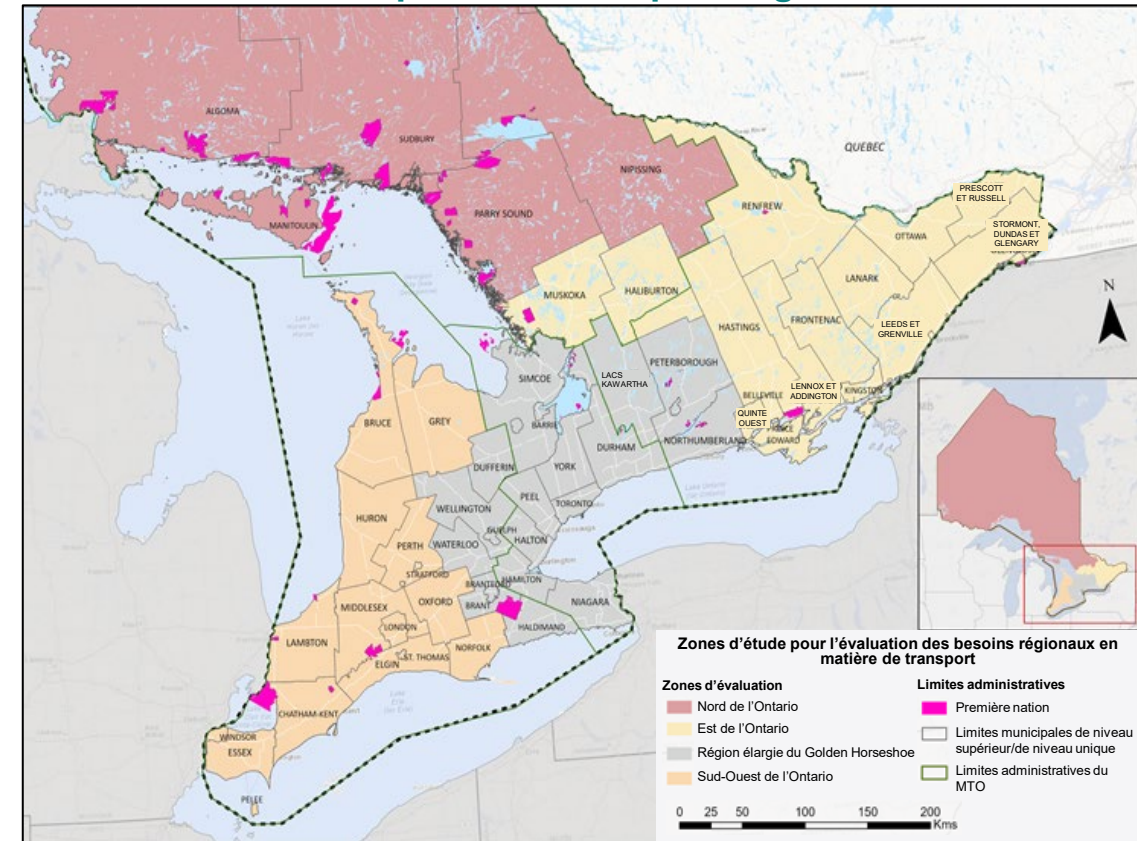 ALGOMA
SUDBURY
NIPISSING
QUEBEC
MANITOULIN
PARRY SOUND
RENFREW
PRESCOTT
ET RUSSELL
OTTAWA
STORMONT,
DUNDAS ET
GLENGARY
MUSKOKA
HALIBURTON
LANARK
HASTINGS
FRONTENAC
LEEDS ET
GRENVILLE
N
SIMCOE
LACS
KAWARTHA
PETERBOROUGH
BELLEVILLE
LENNOX ET
ADDINGTON
KINGSTON
QUINTE
OUEST
PRINCE
EDWARD
BRUCE
GREY
BARRIE
DURHAM
NORTHUMBERLAND
DUFFERIN
YORK
PEEL
TORONTO
WELLINGTON
HURON
GUELPH
HALTON
PERTH
WATERLOO
STRATFORD
BRANTFORD
HAMILTON
MIDDLESEX
OXFORD
BRANT
NIAGARA
LONDON
HALDIMAND
LAMBTON
ELGIN
ST. THOMAS
NORFOLK
CHATHAM-KENT
WINDSOR
ESSEX
PELEE
Zones d'étude pour l'évaluation des besoins régionaux en
matière de transport
Zones d'évaluation
Nord de l'Ontario
Est de l'Ontario
Région élargie du Golden Horseshoe
Sud-Ouest de l'Ontario
Limites administratives
Première nation
Limites municipales de niveau
supérieur/de niveau unique
Limites administratives du
MTO
0 25 50 100 150 200
Kms